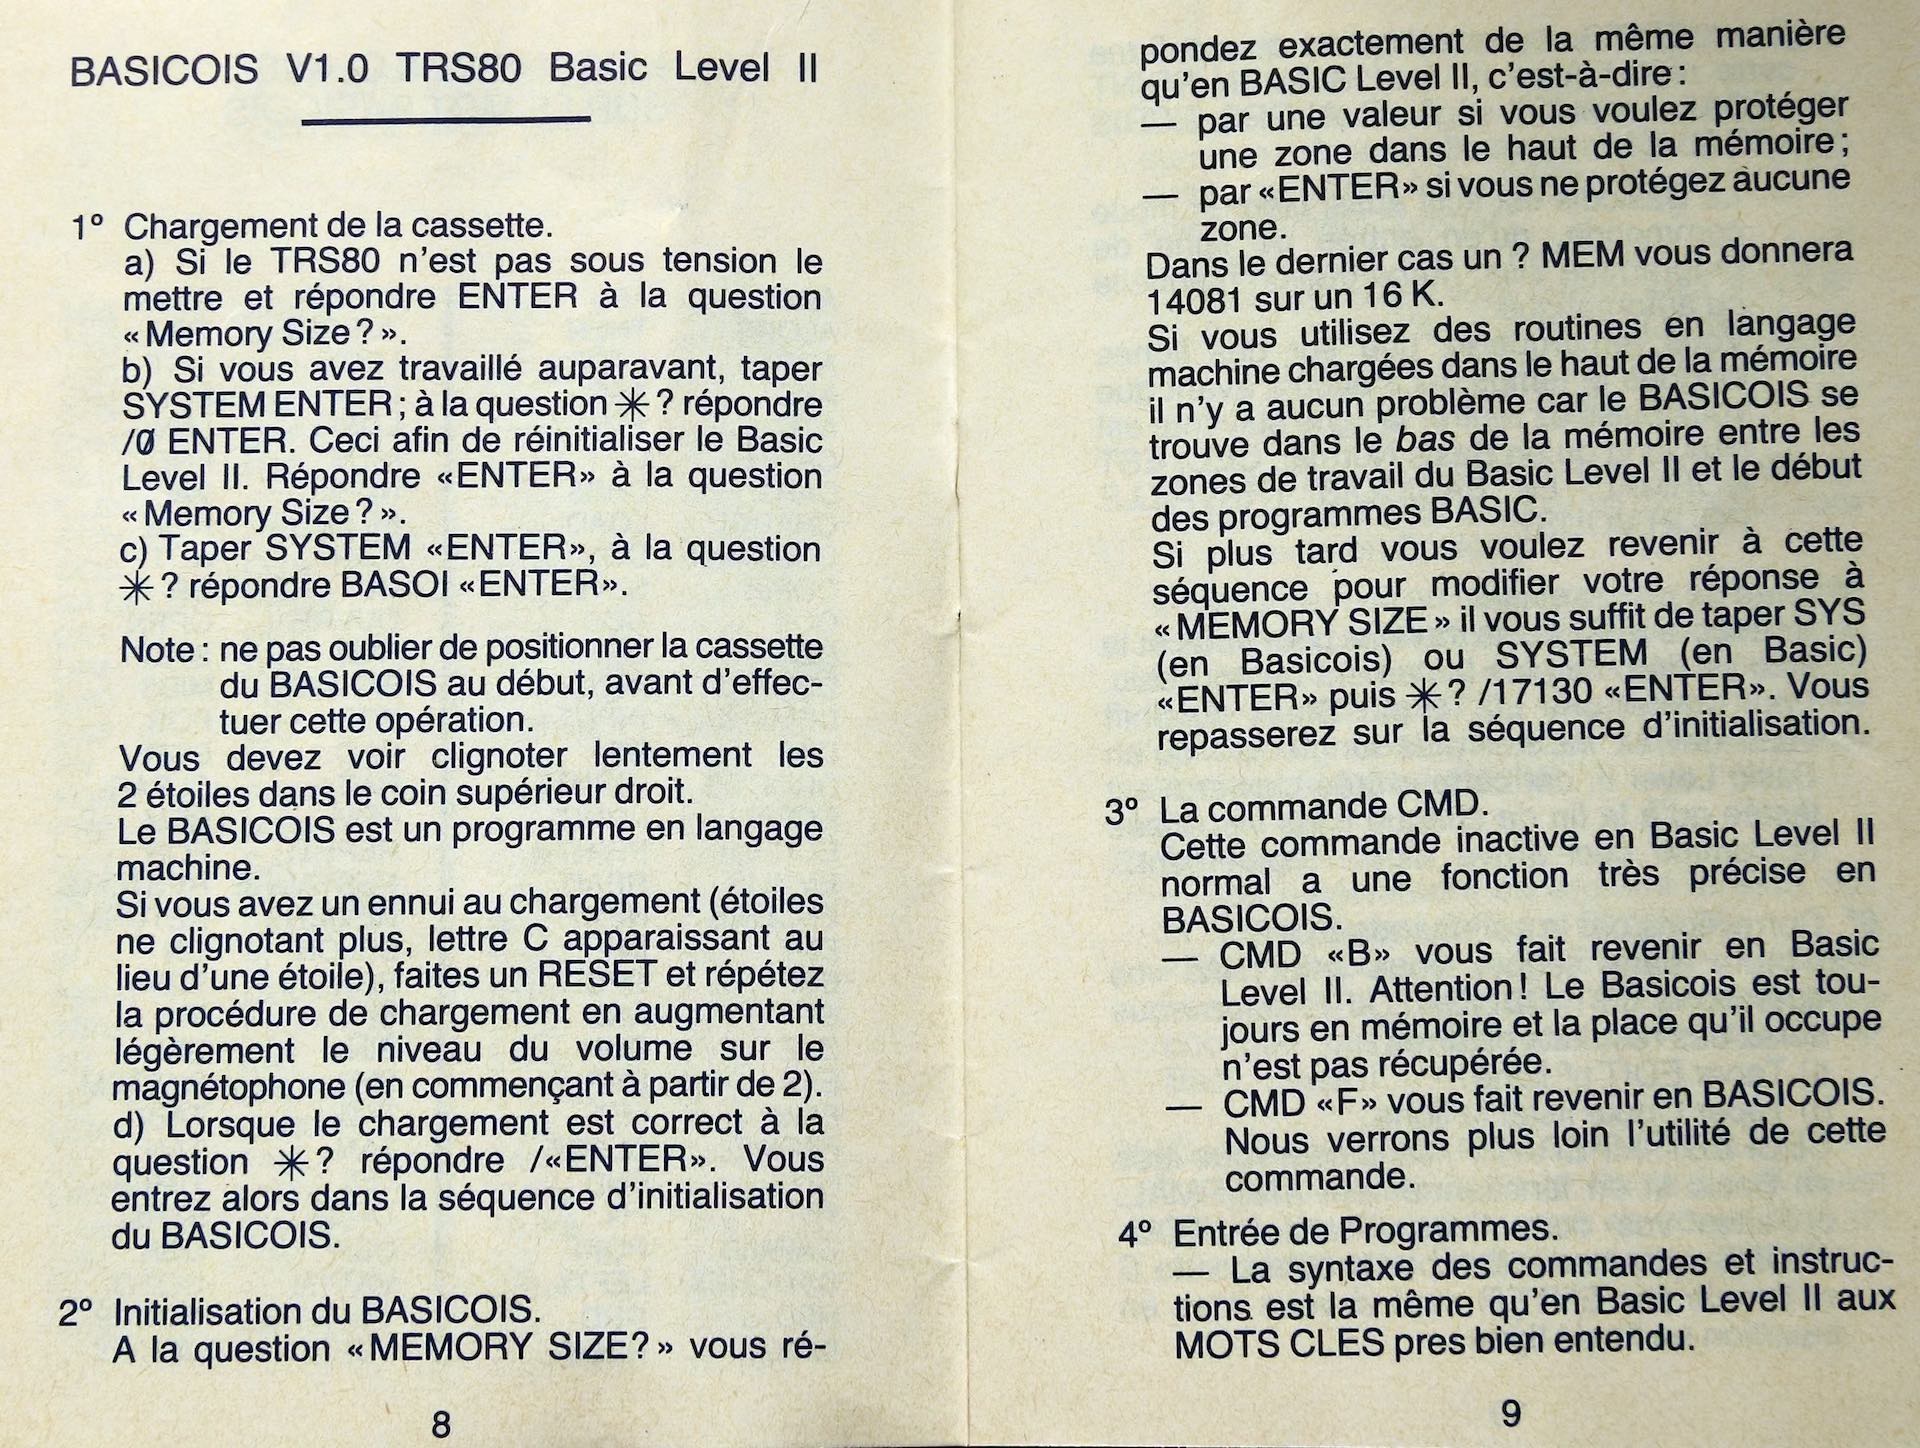 BASICOIS V1.0 TRS80 Basic Level II
1° Chargement de la cassette.
a) Si le TRS80 n'est pas sous tension le
mettre et répondre ENTER à la question
«Memory Size?».
b) Si vous avez travaillé auparavant, taper
SYSTEM ENTER; à la question ✳? répondre
/Ø ENTER. Ceci afin de réinitialiser le Basic
Level II. Répondre «ENTER» à la question
«Memory Size?».
c) Taper SYSTEM «ENTER», à la question
✳? répondre BASOI «ENTER».
Note: ne pas oublier de positionner la cassette
du BASICOIS au début, avant d'effec-
tuer cette opération.
Vous devez voir clignoter lentement les
2 étoiles dans le coin supérieur droit.
Le BASICOIS est un programme en langage
machine.
Si vous avez un ennui au chargement (étoiles
ne clignotant plus, lettre C apparaissant au
lieu d'une étoile), faites un RESET et répétez
la procédure de chargement en augmentant
légèrement le niveau du volume sur le
magnétophone (en commençant à partir de 2).
d) Lorsque le chargement est correct à la
question ✳? répondre /«ENTER». Vous
entrez alors dans la séquence d'initialisation
du BASICOIS.
2° Initialisation du BASICOIS.
A la question «MEMORY SIZE?» vous ré-
8
pondez exactement de la même manière
qu'en BASIC Level II, c'est-à-dire:
— par une valeur si vous voulez protéger
une zone dans le haut de la mémoire;
— par «ENTER» si vous ne protégez aucune
zone.
Dans le dernier cas un ? MEM vous donnera
14081 sur un 16 K.
Si vous utilisez des routines en langage
machine chargées dans le haut de la mémoire
il n'y a aucun problème car le BASICOIS se
trouve dans le bas de la mémoire entre les
zones de travail du Basic Level II et le début
des programmes BASIC.
Si plus tard vous voulez revenir à cette
séquence pour modifier votre réponse à
«MEMORY SIZE» il vous suffit de taper SYS
(en Basicois) ou SYSTEM (en Basic)
«ENTER» puis ✳? /17130 «ENTER». Vous
repasserez sur la séquence d'initialisation.
3° La commande CMD.
Cette commande inactive en Basic Level II
normal a une fonction très précise en
BASICOIS.
— CMD «B» vous fait revenir en Basic
Level II. Attention! Le Basicois est tou-
jours en mémoire et la place qu'il occupe
n'est pas récupérée.
— CMD «F» vous fait revenir en BASICOIS.
Nous verrons plus loin l'utilité de cette
commande.
4° Entrée de Programmes.
— La syntaxe des commandes et instruc-
tions est la même qu'en Basic Level II aux
MOTS CLES pres bien entendu.
9